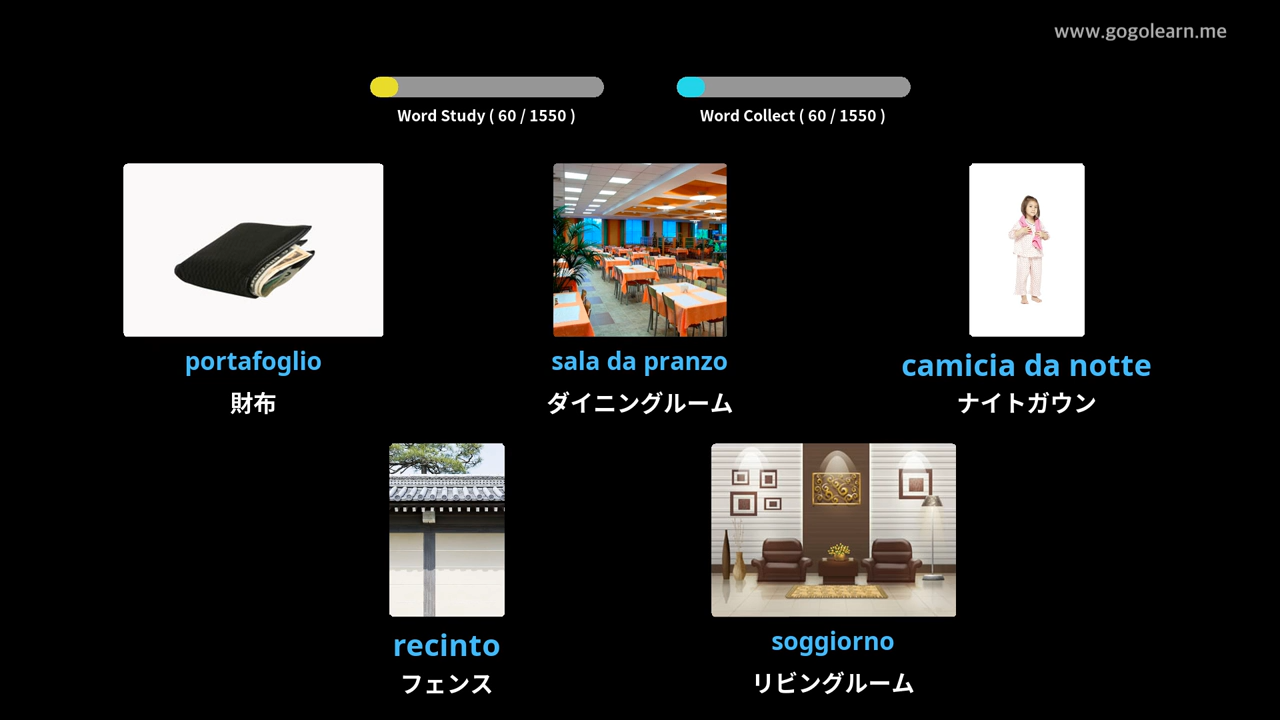 www.gogolearn.me
Word Study ( 60 / 1550 )
Word Collect ( 60 / 1550 )
portafoglio
財布
sala da pranzo
ダイニングルーム
camicia da notte
ナイトガウン
recinto
フェンス
soggiorno
リビングルーム